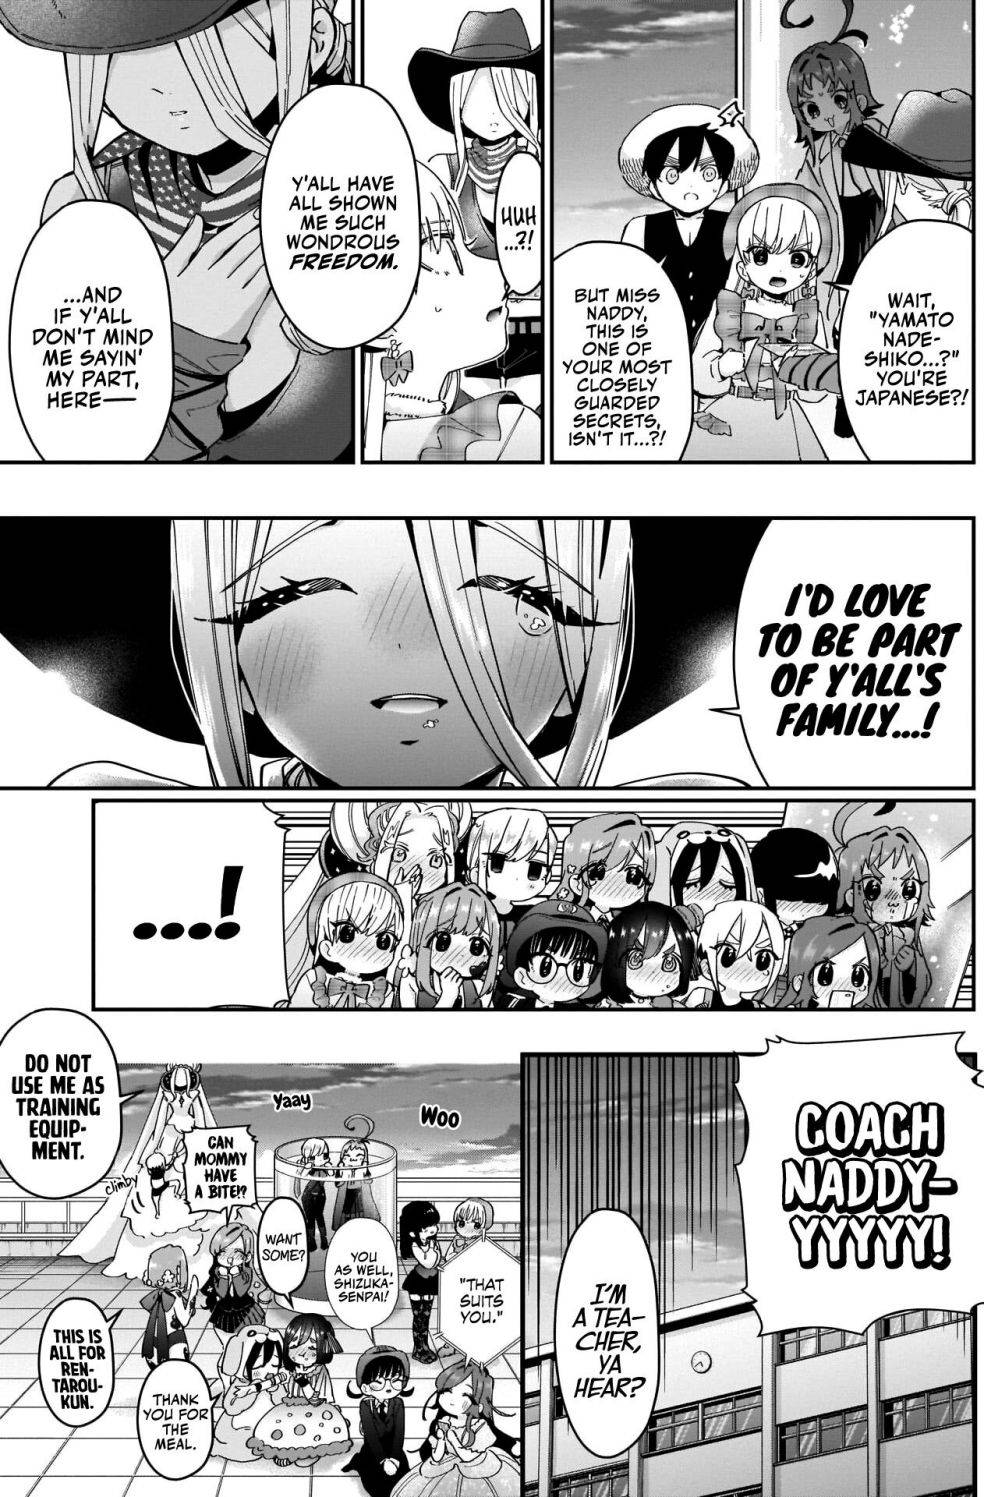 WAIT,
"YAMATO
NADE-
SHIKO...?"
YOU'RE
JAPANESE?!
BUT MISS
NADDY,
THIS IS
ONE OF
YOUR MOST
CLOSELY
GUARDED
SECRETS,
ISN'T IT...?!
HUH
...?!
Y'ALL HAVE
ALL SHOWN
ME SUCH
WONDROUS
FREEDOM.
...AND
IF Y'ALL
DON'T MIND
ME SAYIN'
MY PART,
HERE—
I'D LOVE
TO BE PART
OF Y'ALL'S
FAMILY...!
....!
COACH
NADDY-
YYYYY!
I'M
A TEA-
CHER,
YA
HEAR?
DO NOT
USE ME AS
TRAINING
EQUIP-
MENT.
climby
CAN
MOMMY
HAVE
A BITE!?
Yaay
Woo
WANT
SOME?
YOU
AS WELL,
SHIZUKA-
SENPAI!
"THAT
SUITS
YOU."
THIS IS
ALL FOR
REN-
TAROU-
KUN.
THANK
YOU FOR
THE
MEAL.